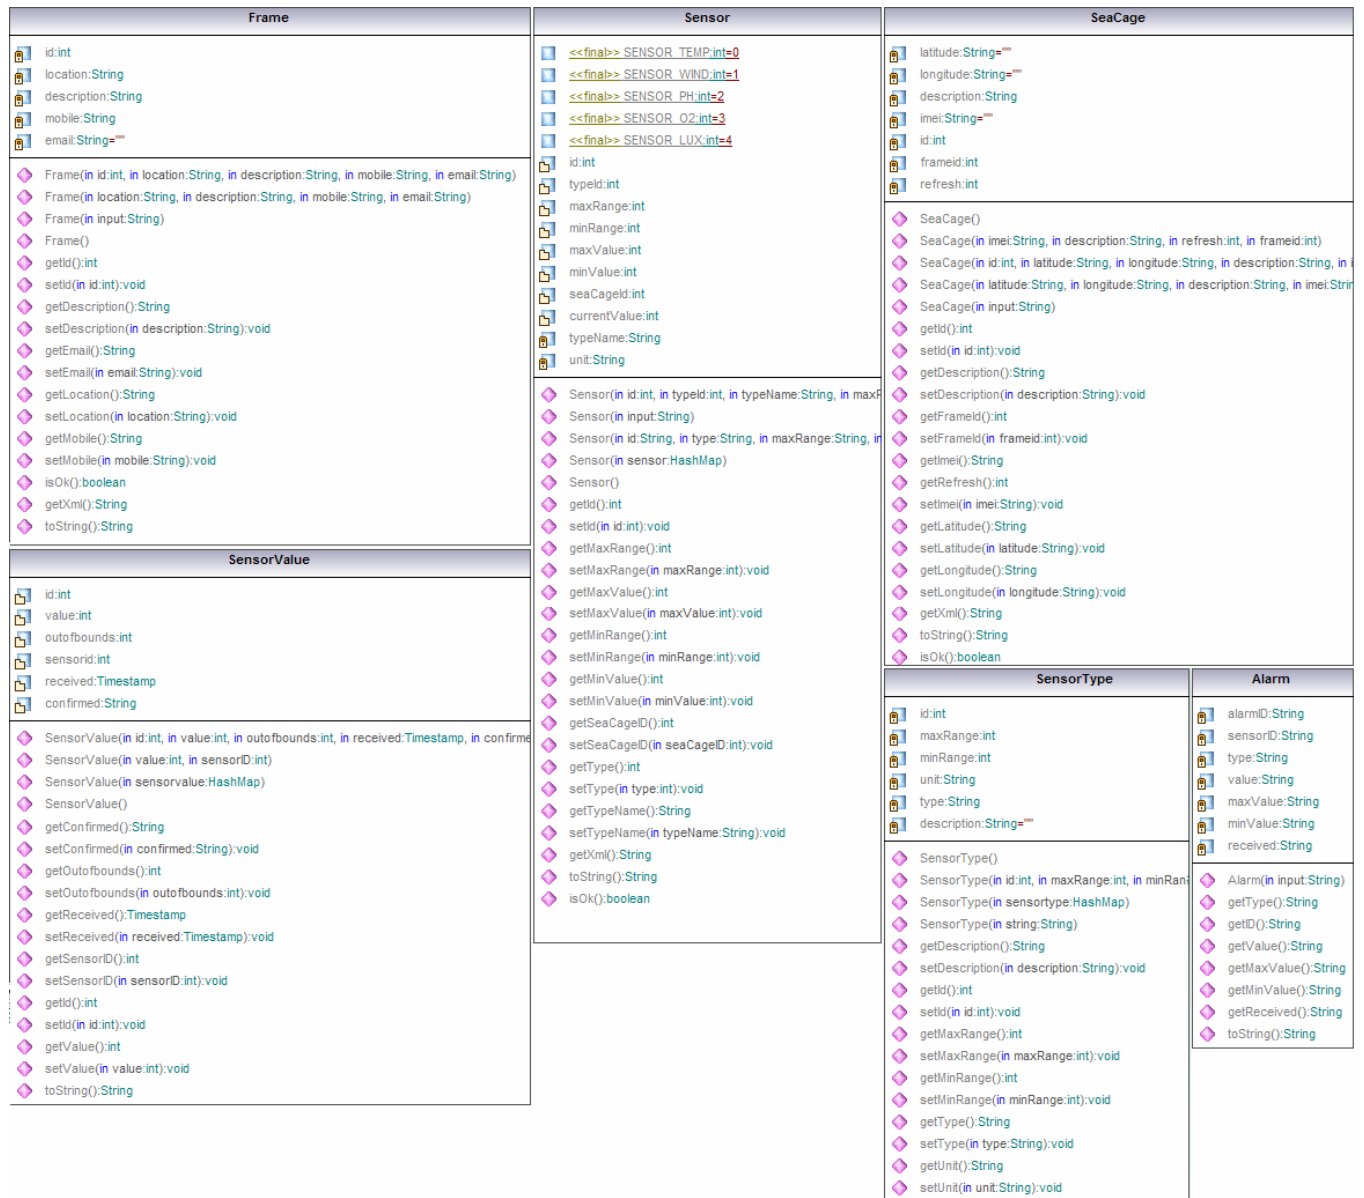 Frame
id:int
location:String
description:String
mobile:String
email:String=""
Frame(in id:int, in location:String, in description:String, in mobile:String, in email:String)
Frame(in location:String, in description:String, in mobile:String, in email:String)
Frame(in input:String)
Frame()
getId():int
setId(in id:int):void
getDescription():String
setDescription(in description:String):void
getEmail():String
setEmail(in email:String):void
getLocation():String
setLocation(in location:String):void
getMobile():String
setMobile(in mobile:String):void
isOk():boolean
getXml():String
toString():String
SensorValue
id:int
value:int
outofbounds:int
sensorid:int
received:Timestamp
confirmed:String
SensorValue(in id:int, in value:int, in outofbounds:int, in received:Timestamp, in confirme
SensorValue(in value:int, in sensorID:int)
SensorValue(in sensorvalue:HashMap)
SensorValue()
getConfirmed():String
setConfirmed(in confirmed:String):void
getOutofbounds():int
setOutofbounds(in outofbounds:int):void
getReceived():Timestamp
setReceived(in received:Timestamp):void
getSensorID():int
setSensorID(in sensorID:int):void
getId():int
setId(in id:int):void
getValue():int
setValue(in value:int):void
toString():String
Sensor
<<final>> SENSOR_TEMP:int=0
<<final>> SENSOR_WIND:int=1
<<final>> SENSOR_PH:int=2
<<final>> SENSOR_O2:int=3
<<final>> SENSOR_LUX:int=4
id:int
typeId:int
maxRange:int
minRange:int
maxValue:int
minValue:int
seaCageId:int
currentValue:int
typeName:String
unit:String
Sensor(in id:int, in typeId:int, in typeName:String, in maxR
Sensor(in input:String)
Sensor(in id:String, in type:String, in maxRange:String, in
Sensor(in sensor:HashMap)
Sensor()
getId():int
setId(in id:int):void
getMaxRange():int
setMaxRange(in maxRange:int):void
getMaxValue():int
setMaxValue(in maxValue:int):void
getMinRange():int
setMinRange(in minRange:int):void
getMinValue():int
setMinValue(in minValue:int):void
getSeaCageID():int
setSeaCageID(in seaCageID:int):void
getType():int
setType(in type:int):void
getTypeName():String
setTypeName(in typeName:String):void
getXml():String
toString():String
isOk():boolean
SeaCage
latitude:String=""
longitude:String=""
description:String
imei:String=""
id:int
frameid:int
refresh:int
SeaCage()
SeaCage(in imei:String, in description:String, in refresh:int, in frameid:int)
SeaCage(in id:int, in latitude:String, in longitude:String, in description:String, in i
SeaCage(in latitude:String, in longitude:String, in description:String, in imei:Strin
SeaCage(in input:String)
getId():int
setId(in id:int):void
getDescription():String
setDescription(in description:String):void
getFrameId():int
setFrameId(in frameid:int):void
getImei():String
getRefresh():int
setImei(in imei:String):void
getLatitude():String
setLatitude(in latitude:String):void
getLongitude():String
setLongitude(in longitude:String):void
getXml():String
toString():String
isOk():boolean
SensorType
id:int
maxRange:int
minRange:int
unit:String
type:String
description:String=""
SensorType()
SensorType(in id:int, in maxRange:int, in minRan
SensorType(in sensortype:HashMap)
SensorType(in string:String)
getDescription():String
setDescription(in description:String):void
getId():int
setId(in id:int):void
getMaxRange():int
setMaxRange(in maxRange:int):void
getMinRange():int
setMinRange(in minRange:int):void
getType():String
setType(in type:String):void
getUnit():String
setUnit(in unit:String):void
Alarm
alarmID:String
sensorID:String
type:String
value:String
maxValue:String
minValue:String
received:String
Alarm(in input:String)
getType():String
getID():String
getValue():String
getMaxValue():String
getMinValue():String
getReceived():String
toString():String